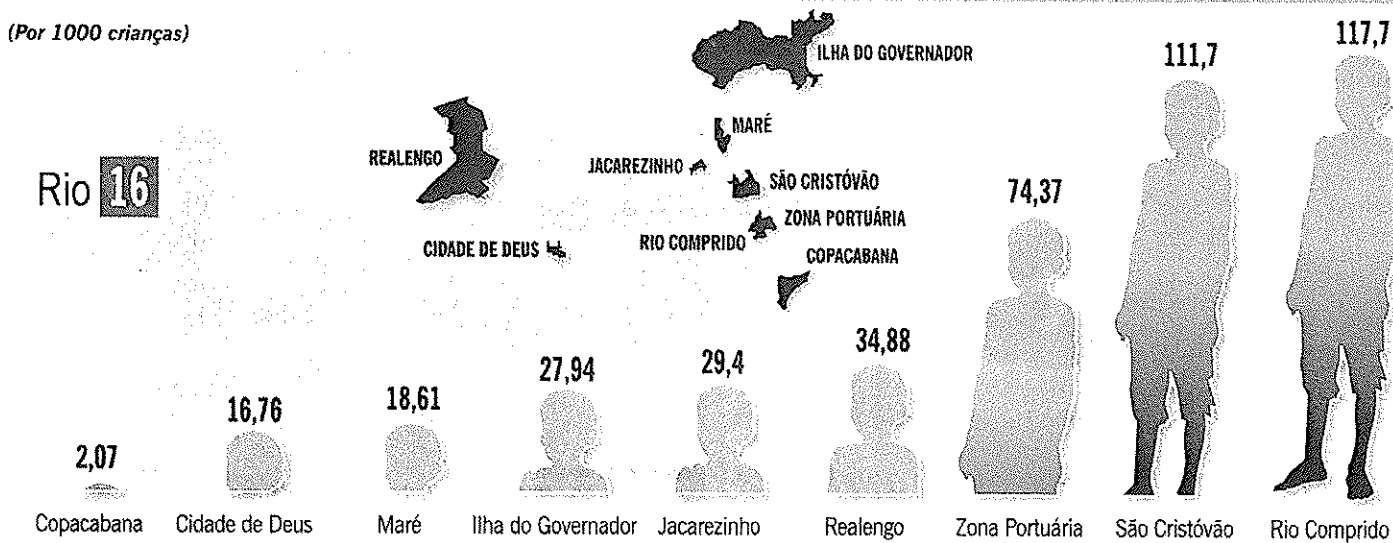 (Por 1000 crianças)
Rio 16
ILHA DO GOVERNADOR
MARÉ
REALENGO
JACAREZINHO
SÃO CRISTÓVÃO
ZONA PORTUÁRIA
RIO COMPRIDO
CIDADE DE DEUS
COPACABANA
2,07
16,76
18,61
27,94
29,4
34,88
74,37
111,7
117,7
Copacabana
Cidade de Deus
Maré
Ilha do Governador
Jacarezinho
Realengo
Zona Portuária
São Cristóvão
Rio Comprido